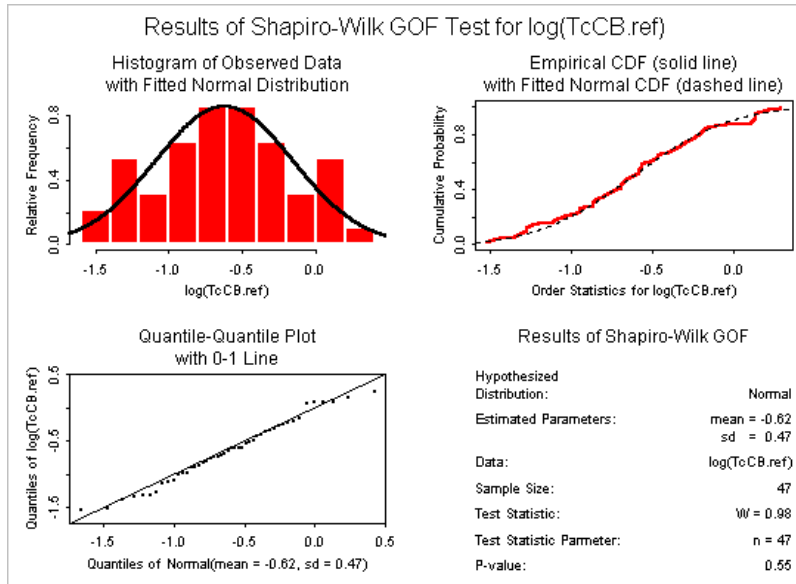 Results of Shapiro-Wilk GOF Test for log(TcCB.ref)
Histogram of Observed Data
with Fitted Normal Distribution
Relative Frequency
0.0 0.4 0.8
-1.5 -1.0 -0.5 0.0
log(TcCB.ref)
Empirical CDF (solid line)
with Fitted Normal CDF (dashed line)
Cumulative Probability
0.0 0.4 0.8
-1.5 -1.0 -0.5 0.0
Order Statistics for log(TcCB.ref)
Quantile-Quantile Plot
with 0-1 Line
Quantiles of log(TcCB.ref)
-1.5 -0.5 0.5
-1.5 -1.0 -0.5 0.0 0.5
Quantiles of Normal(mean = -0.62, sd = 0.47)
Results of Shapiro-Wilk GOF
Hypothesized
Distribution: Normal
Estimated Parameters: mean = -0.62
sd = 0.47
Data: log(TcCB.ref)
Sample Size: 47
Test Statistic: W = 0.98
Test Statistic Parmeter: n = 47
P-value: 0.55